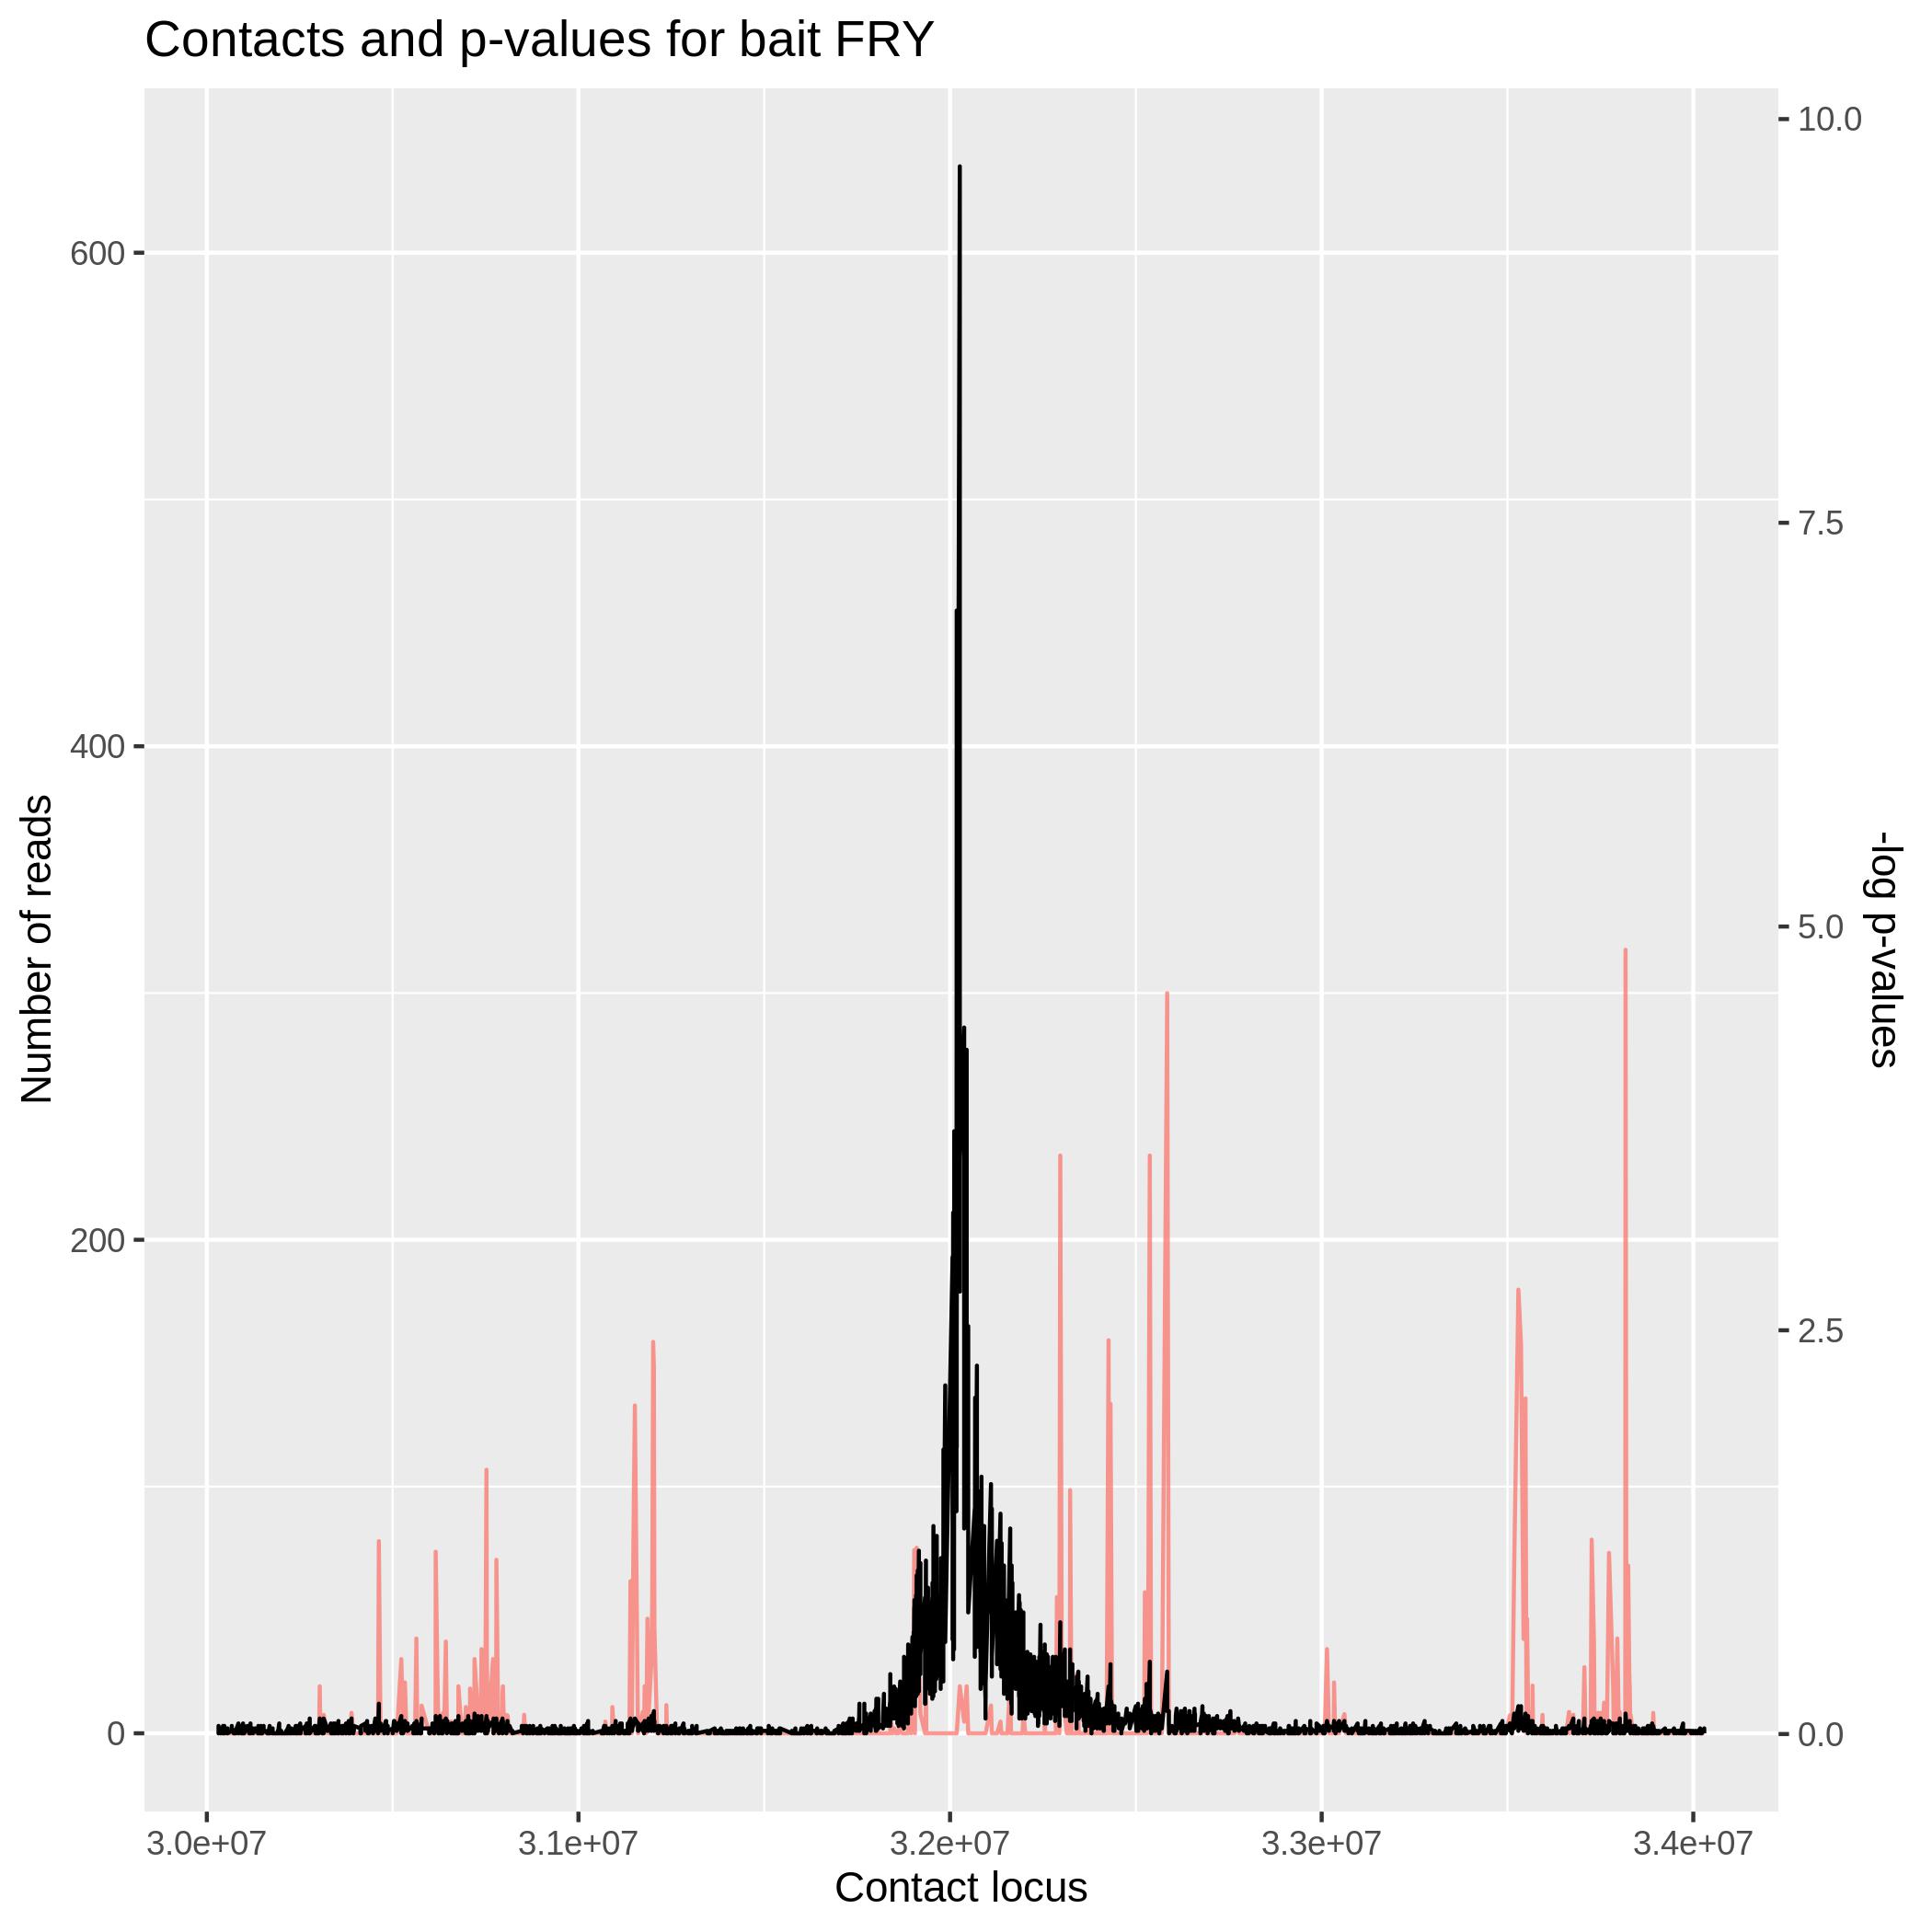 Contacts and p-values for bait FRY
10.0
600
7.5
400
5.0
Number of reads
-log p-values
200
2.5
0
0.0
3.0e+07
3.1e+07
3.2e+07
3.3e+07
3.4e+07
Contact locus